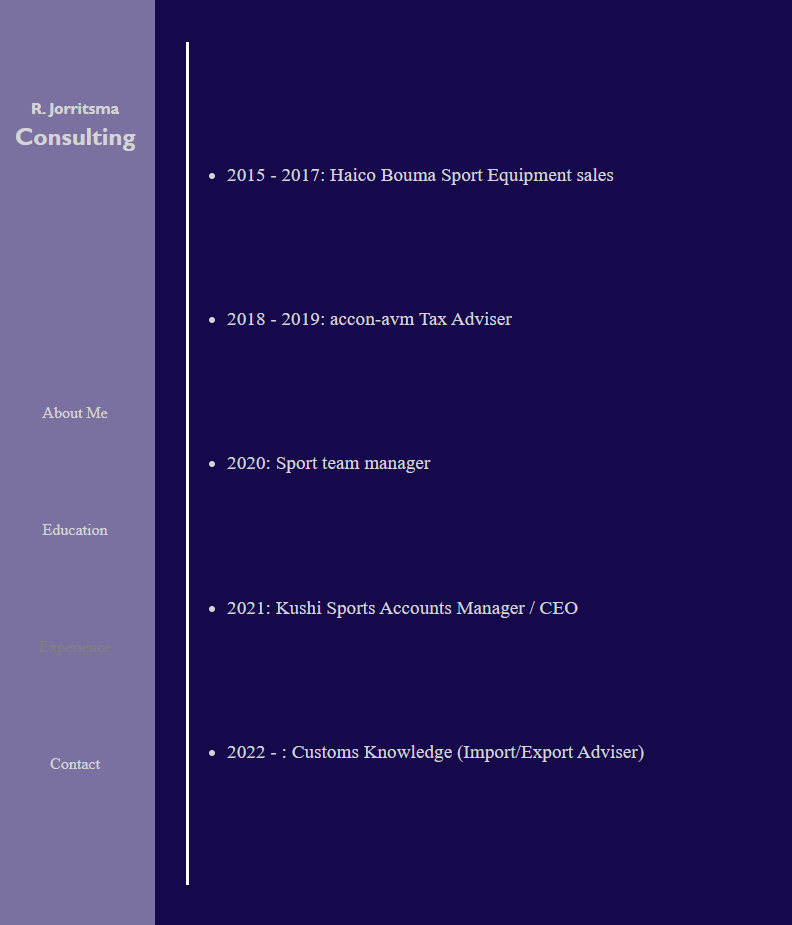 R. Jorritsma
Consulting
About Me
Education
Experience
Contact
2015 - 2017: Haico Bouma Sport Equipment sales
2018 - 2019: accon-avm Tax Adviser
2020: Sport team manager
2021: Kushi Sports Accounts Manager / CEO
2022 - : Customs Knowledge (Import/Export Adviser)